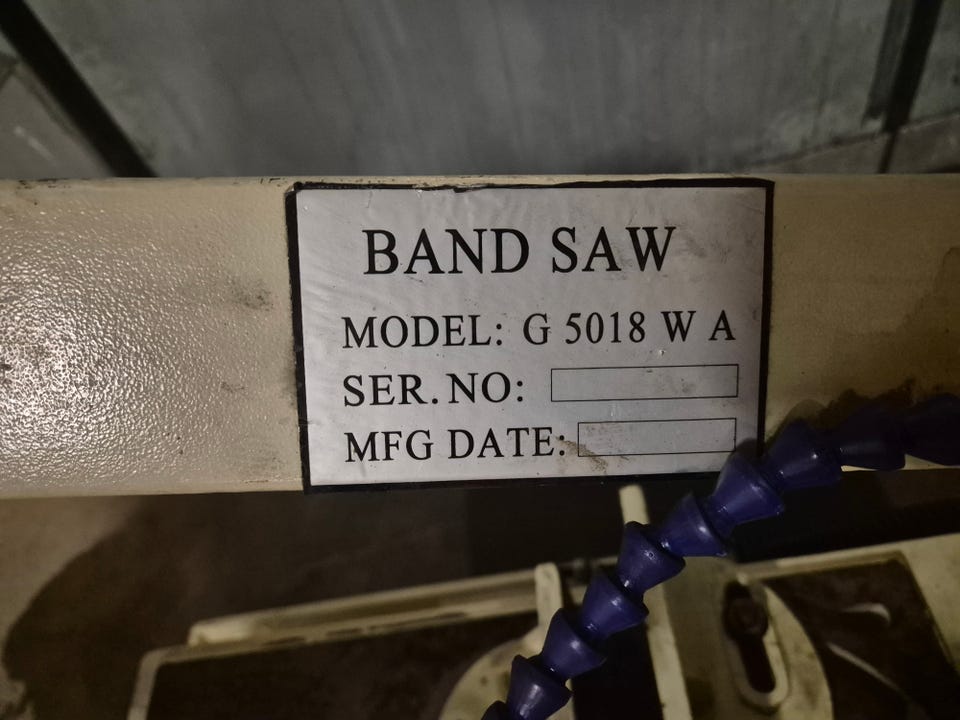 BAND SAW
MODEL: G 5018 W A
SER. NO:
MFG DATE: